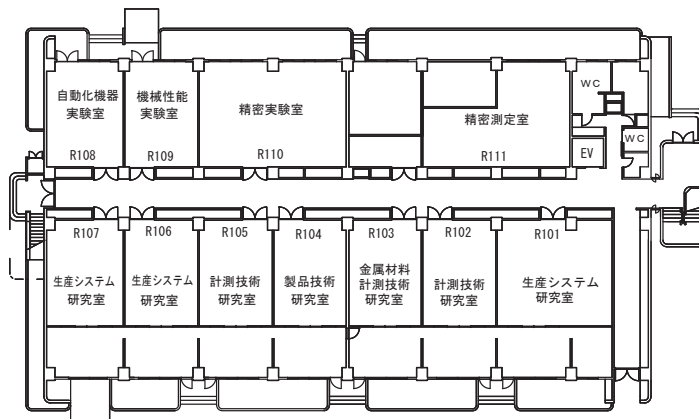 自動化機器
実験室
R108
機械性能
実験室
R109
精密実験室
R110
精密測定室
R111
WC
WC
EV
R107
生産システム
研究室
R106
生産システム
研究室
R105
計測技術
研究室
R104
製品技術
研究室
R103
金属材料
計測技術
研究室
R102
計測技術
研究室
R101
生産システム
研究室